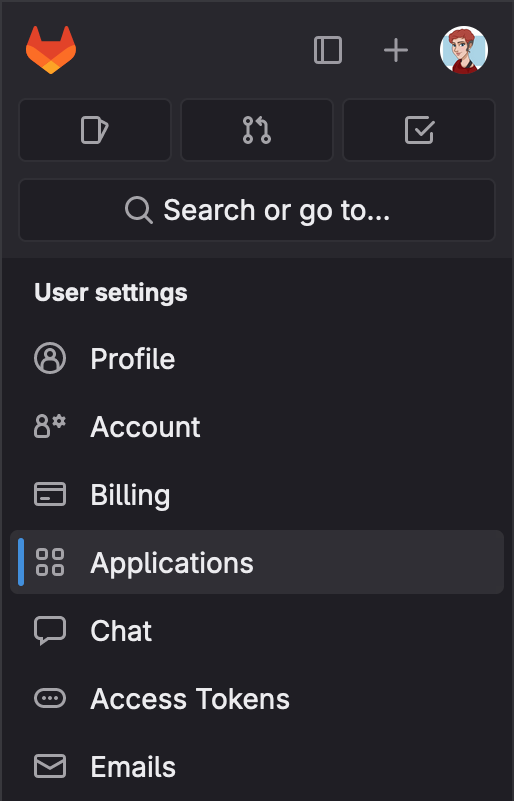 Search or go to...
User settings
Profile
Account
Billing
Applications
Chat
Access Tokens
Emails